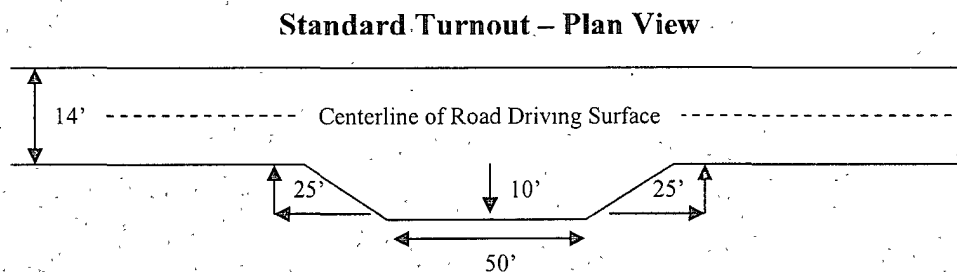 Standard Turnout – Plan View
14' Centerline of Road Driving Surface
25' 10' 25'
50'